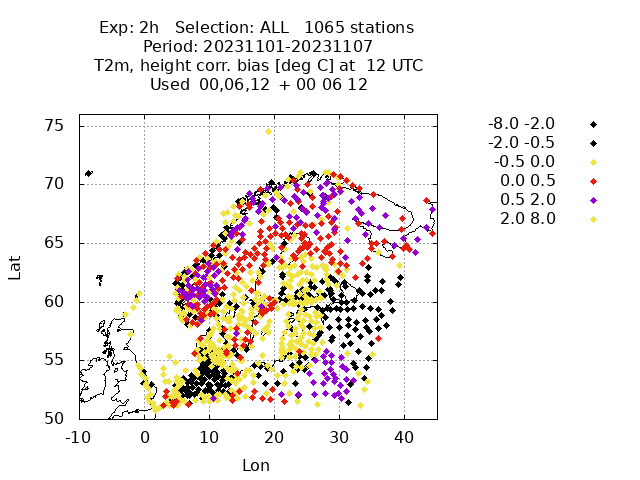 Exp: 2h   Selection: ALL   1065 stations
Period: 20231101-20231107
T2m, height corr. bias [deg C] at  12 UTC
Used  00,06,12  + 00 06 12
-8.0 -2.0
-2.0 -0.5
-0.5 0.0
0.0 0.5
0.5 2.0
2.0 8.0
75
70
65
60
55
50
Lat
-10 0 10 20 30 40
Lon